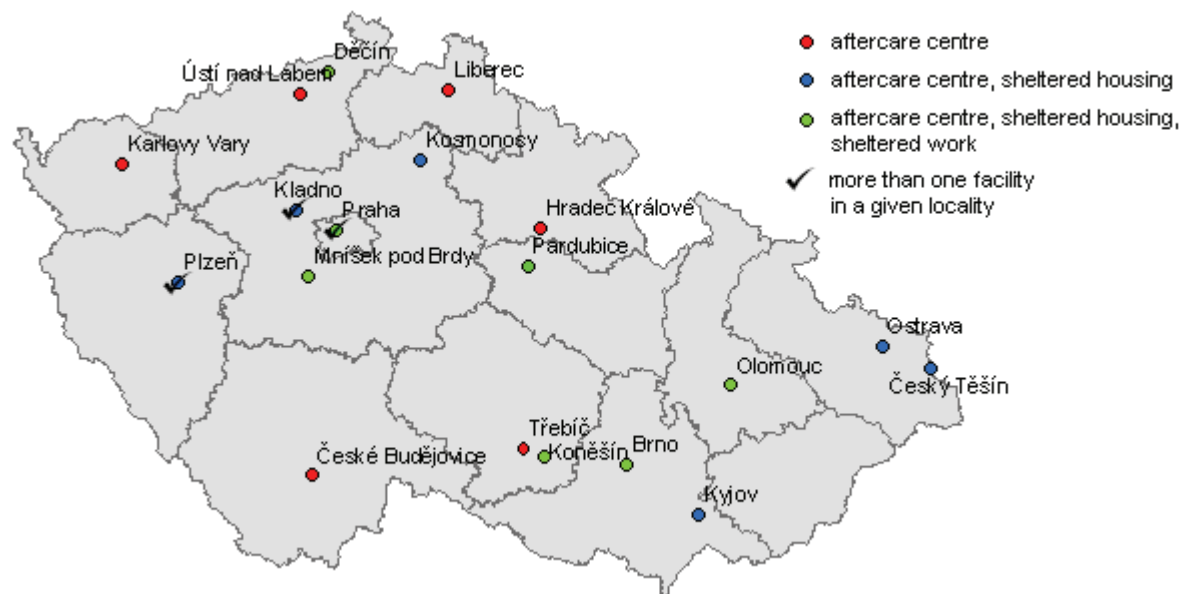 Děčín
Ústí nad Labem
Liberec
Karlovy Vary
Kosmonosy
Kladno
Praha
Hradec Králové
Plzeň
Mníšek pod Brdy
Pardubice
Ostrava
Olomouc
Český Těšín
České Budějovice
Třebíč
Koněšín
Brno
Kyjov
aftercare centre
aftercare centre, sheltered housing
aftercare centre, sheltered housing,
sheltered work
more than one facility
in a given locality